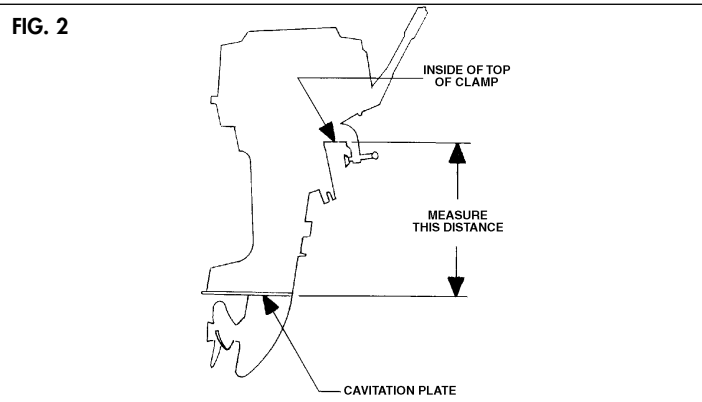 FIG. 2
INSIDE OF TOP
OF CLAMP
MEASURE
THIS DISTANCE
CAVITATION PLATE